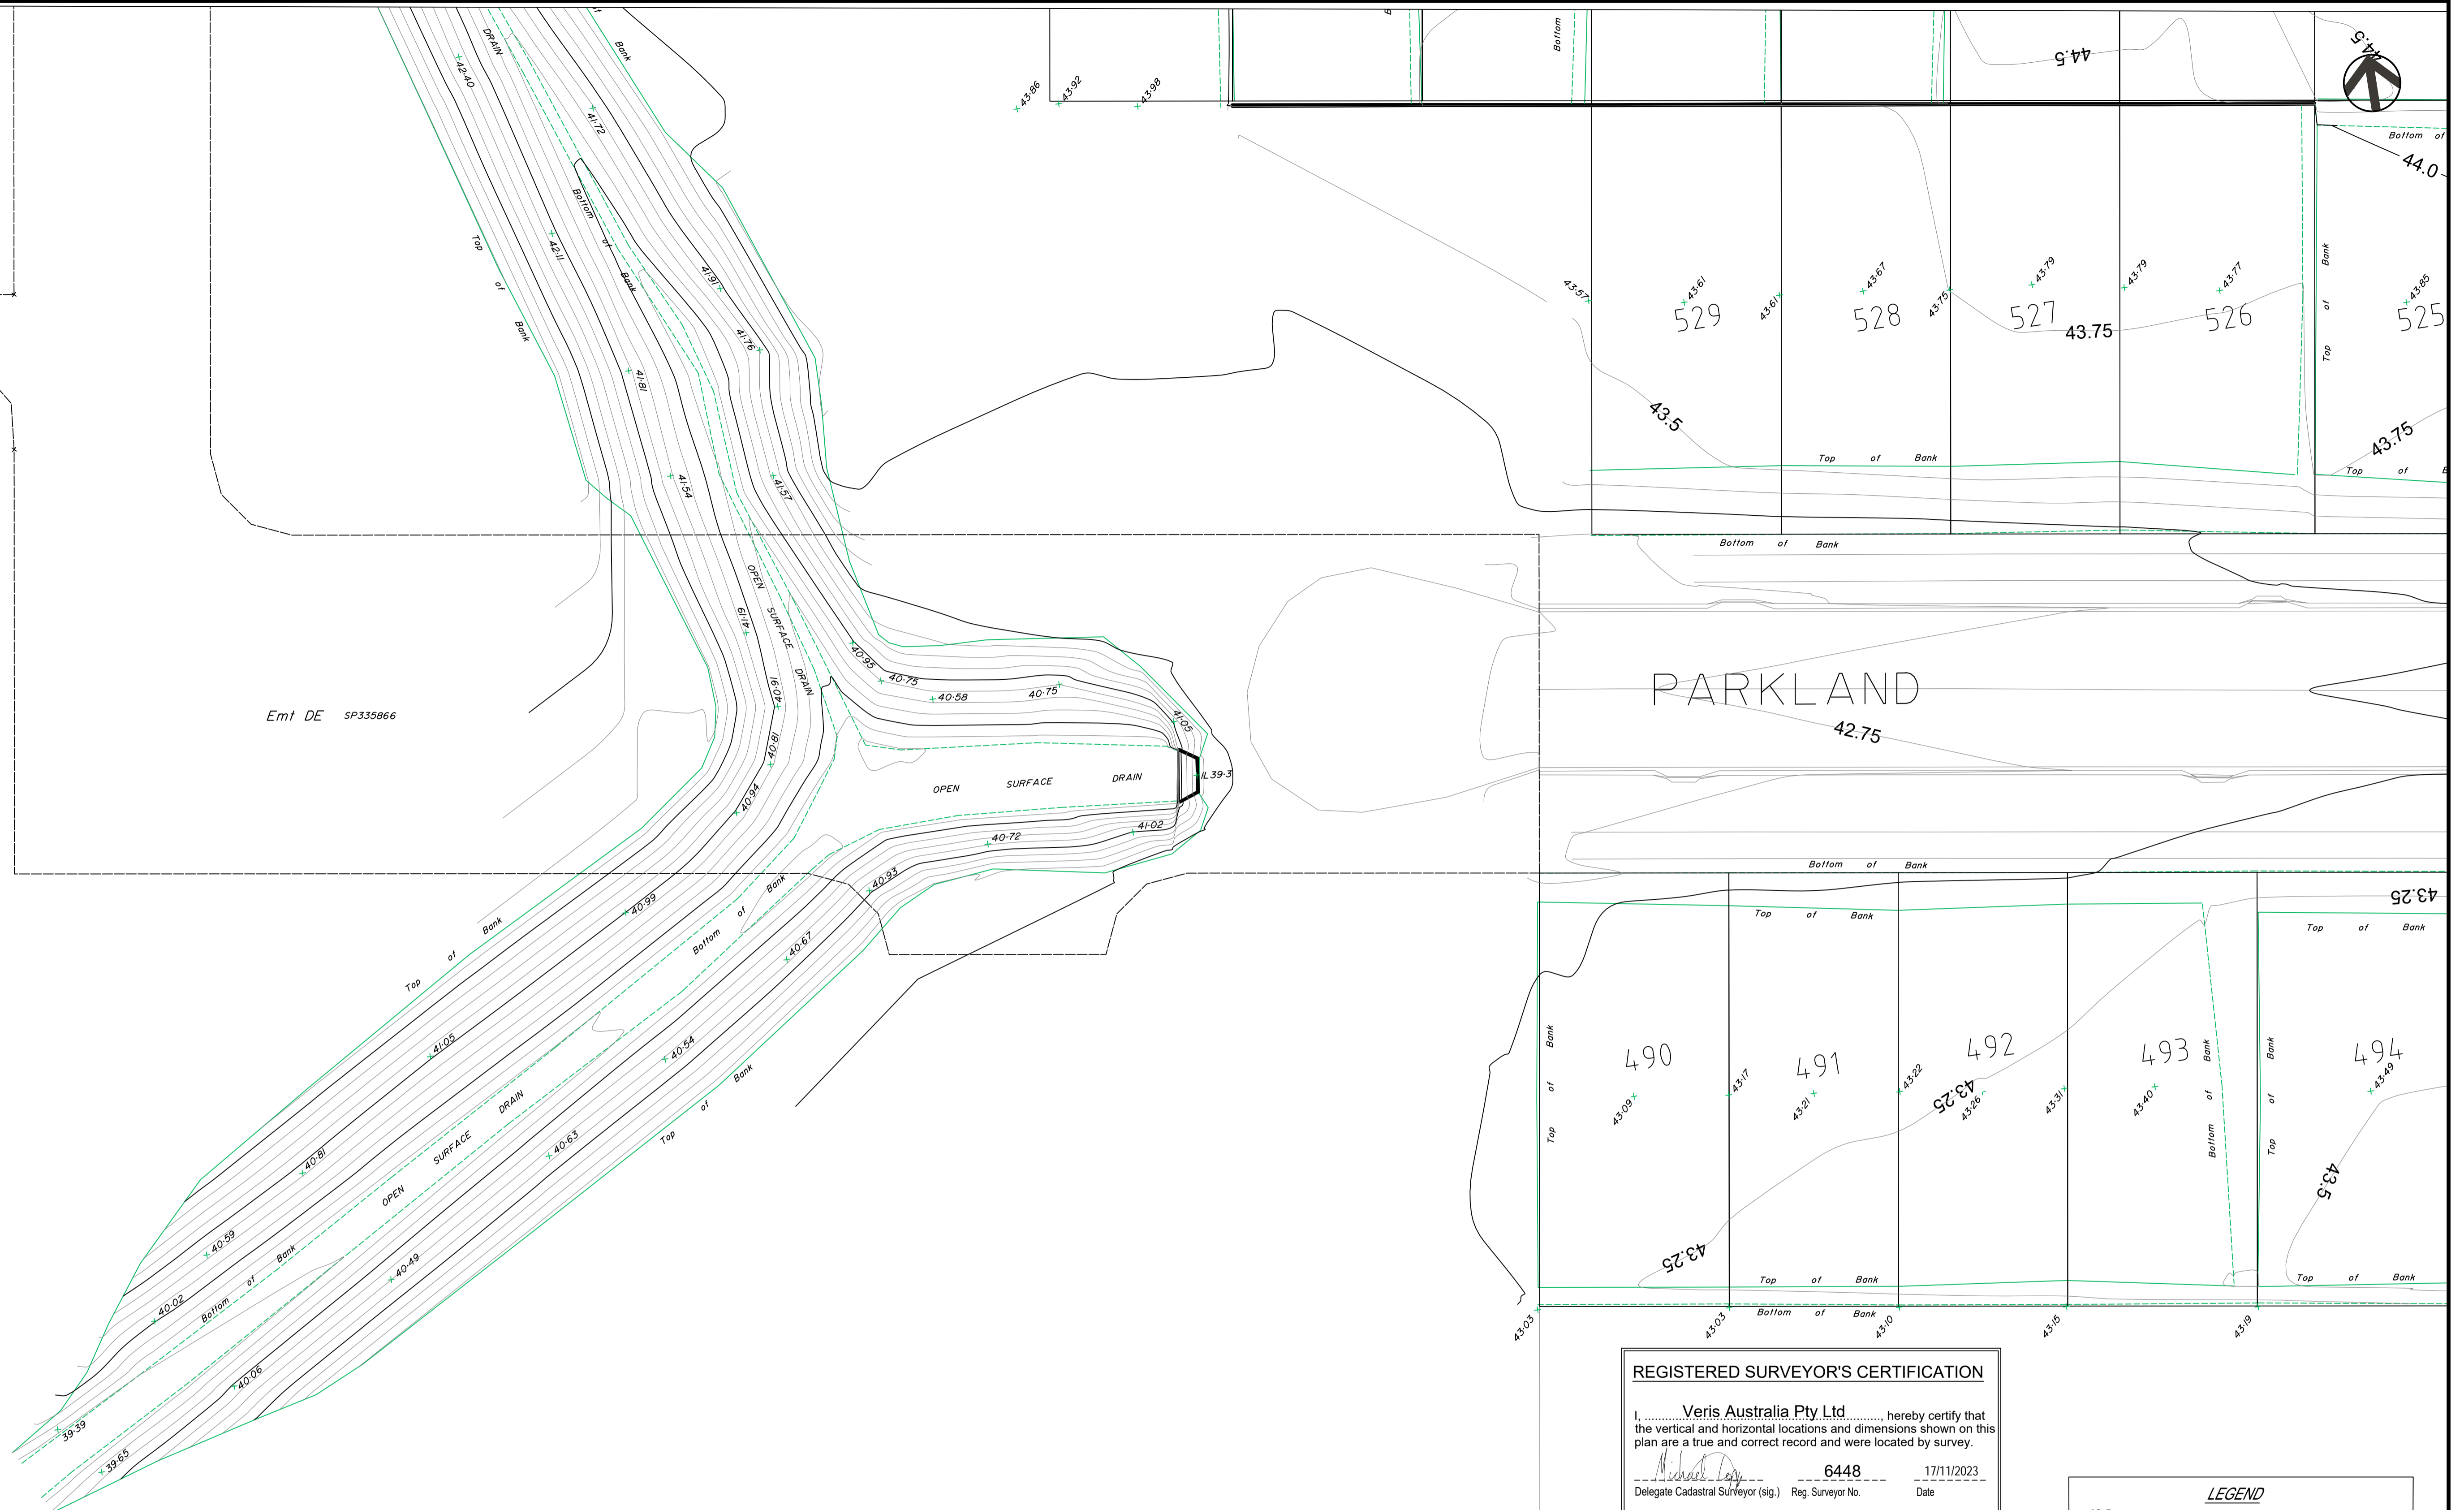 DRAIN
Bank
Bottom
44.5
44.5
42·40
43·86
43·92
43·98
41·72
Bottom of
44.0
Bottom
of
Bank
42·11
Top
of
Bank
41·91
41·76
41·81
43·57
43·61
43·61
43·67
43·75
43·79
43·79
43·77
43·85
529
528
527
43.75
526
525
Top of Bank
43.5
Top of Bank
43.75
Top of B
41·54
41·57
Bottom of Bank
OPEN SURFACE DRAIN
41·19
40·95
40·75
40·58
40·75
40·91
41·05
Emt DE SP335866
PARKLAND
42.75
40·81
40·94
OPEN SURFACE DRAIN
IL39·3
41·02
40·72
40·93
Bottom of Bank
43.25
Top of Bank
Top of Bank
40·99
Top of Bank
Bottom of Bank
40·67
41·05
40·54
Top of Bank
490
491
492
493
494
43·09
43·17
43·21
43·22
43.25
43·26
43·31
43·40
43·49
Top of Bank
Bottom of Bank
Top of Bank
43.5
43.25
40·81
OPEN SURFACE DRAIN
40·63
40·59
Bottom of Bank
40·49
40·02
Top of Bank
Top of Bank
Bottom of Bank
43·03
43·03
43·10
43·15
43·19
40·06
39·39
39·65
REGISTERED SURVEYOR'S CERTIFICATION
I, Veris Australia Pty Ltd, hereby certify that
the vertical and horizontal locations and dimensions shown on this
plan are a true and correct record and were located by survey.
6448 17/11/2023
Delegate Cadastral Surveyor (sig.) Reg. Surveyor No. Date
LEGEND